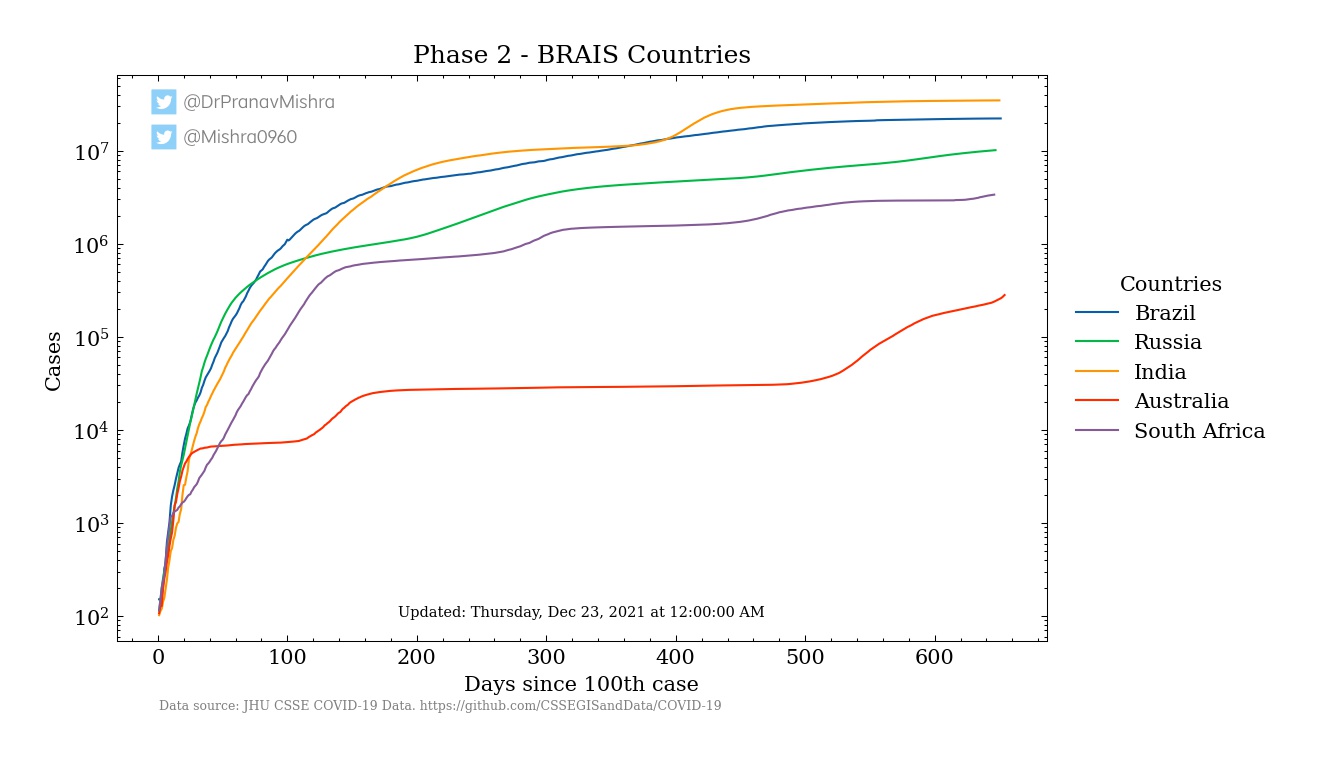 Phase 2 - BRAIS Countries
@DrPranavMishra
@Mishra0960
10^7
10^6
10^5
10^4
10^3
10^2
Cases
Updated: Thursday, Dec 23, 2021 at 12:00:00 AM
0 100 200 300 400 500 600
Days since 100th case
Data source: JHU CSSE COVID-19 Data. https://github.com/CSSEGISandData/COVID-19
Countries
Brazil
Russia
India
Australia
South Africa